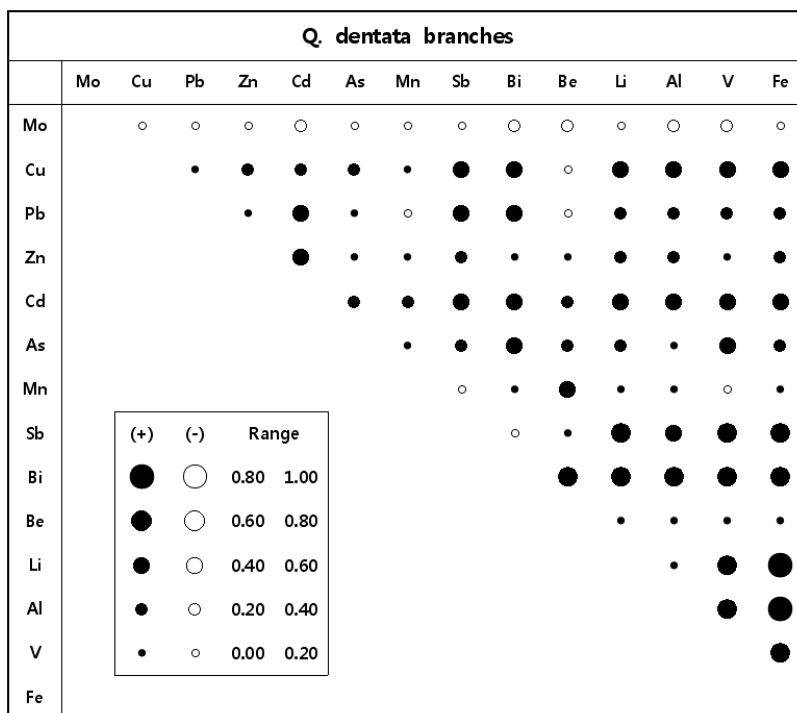 Q. dentata branches
Mo Cu Pb Zn Cd As Mn Sb Bi Be Li Al V Fe
Mo
Cu
Pb
Zn
Cd
As
Mn
Sb
Bi
Be
Li
Al
V
Fe
(+) (-) Range
0.80 1.00
0.60 0.80
0.40 0.60
0.20 0.40
0.00 0.20